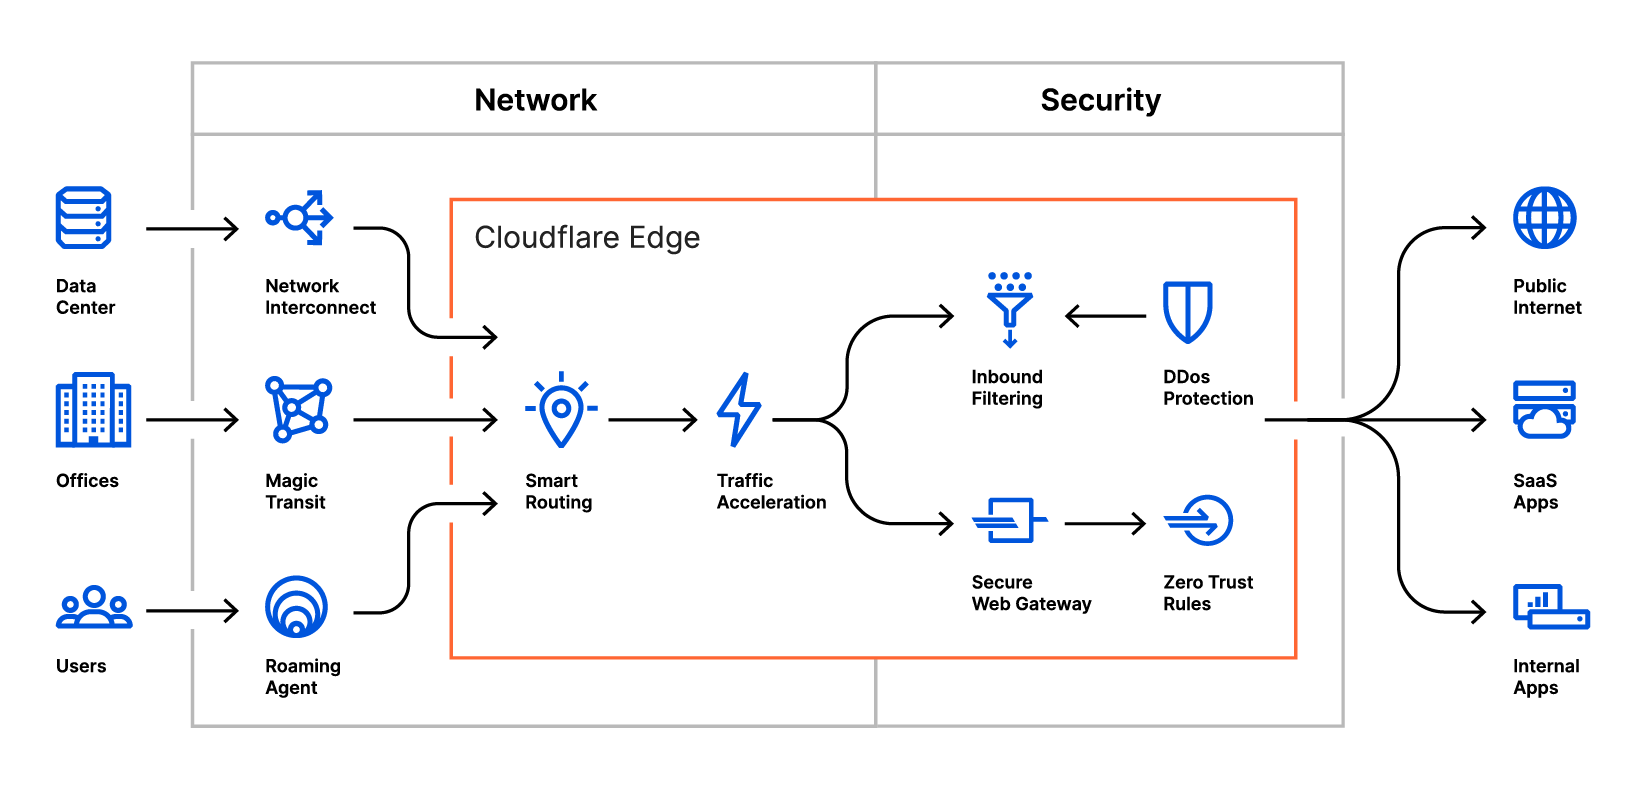 Network
Security
Cloudflare Edge
Data
Center
Network
Interconnect
Public
Internet
Inbound
Filtering
DDos
Protection
Offices
Magic
Transit
Smart
Routing
Traffic
Acceleration
SaaS
Apps
Secure
Web Gateway
Zero Trust
Rules
Users
Roaming
Agent
Internal
Apps